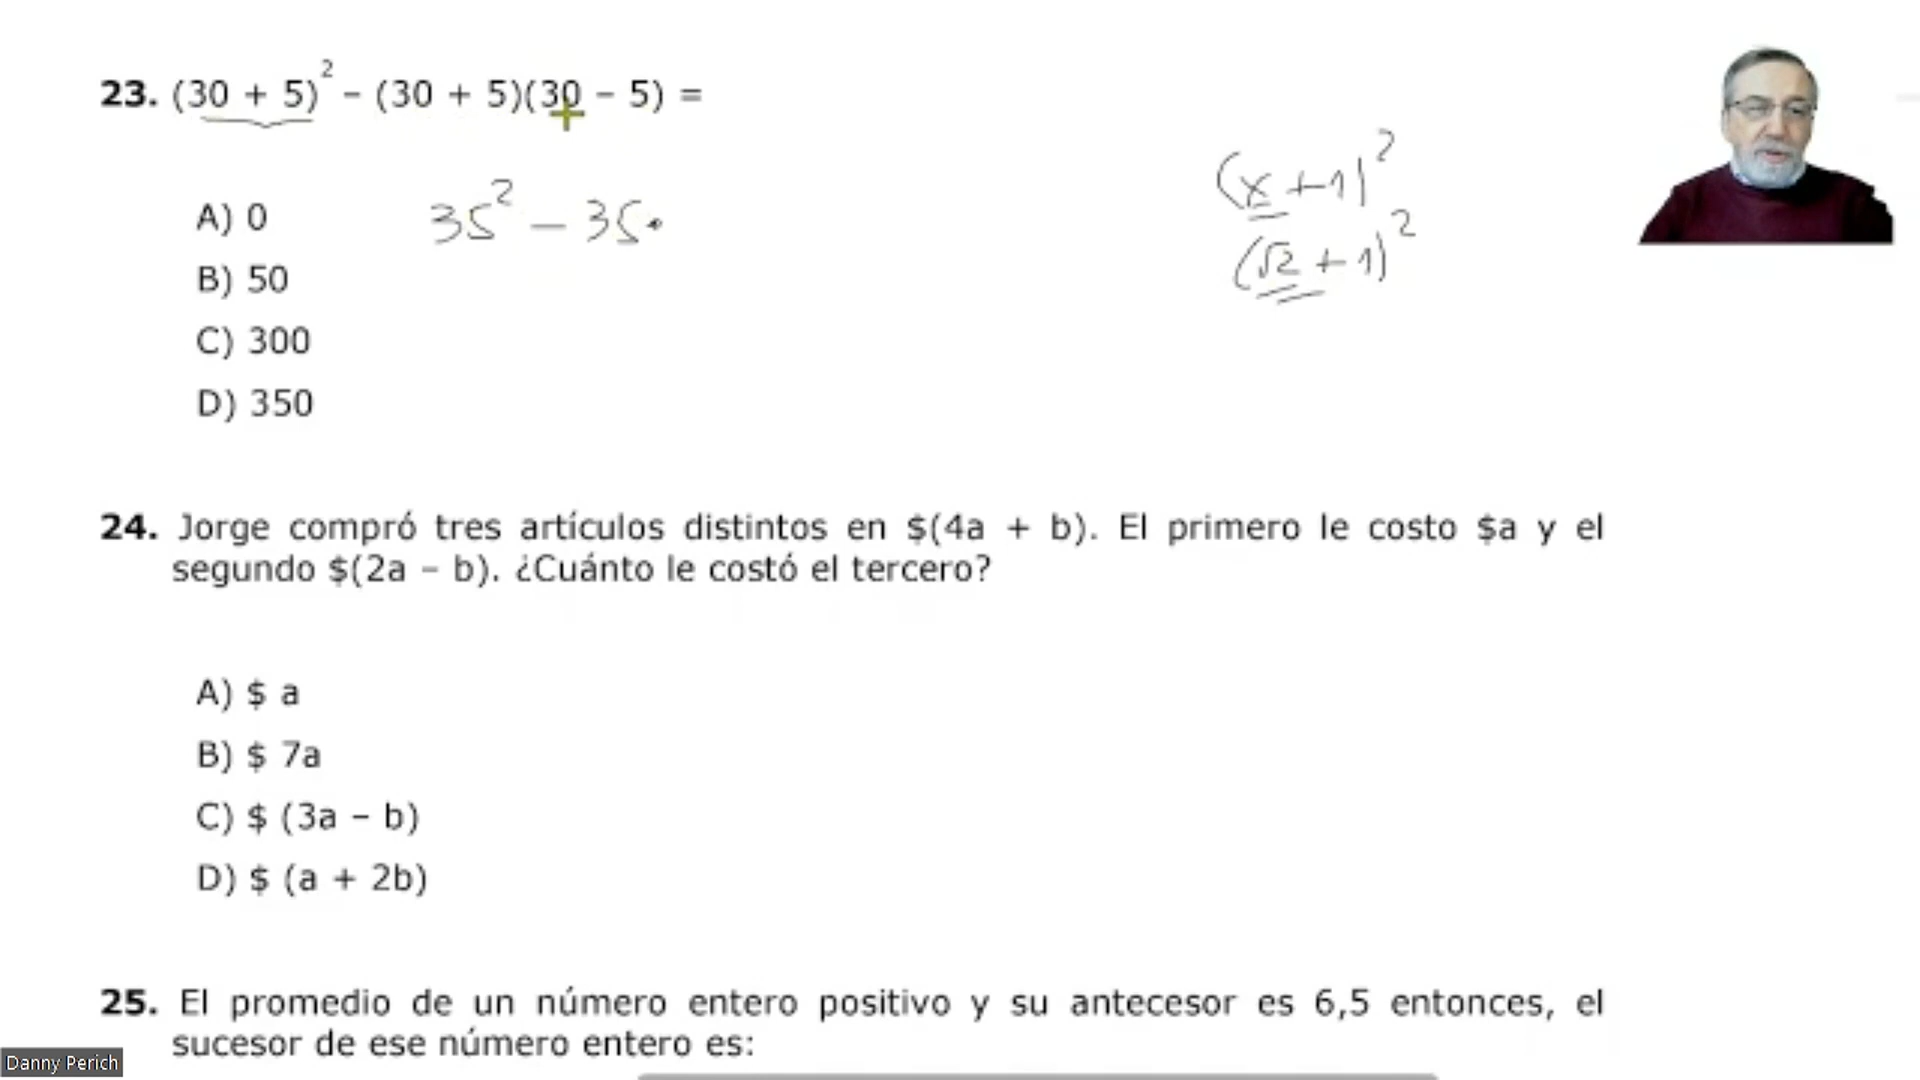 23. (30 + 5)² – (30 + 5)(30 – 5) =
(x + 1)²
A) 0
35² – 35·
(√2 + 1)²
B) 50
C) 300
D) 350
24. Jorge compró tres artículos distintos en $(4a + b). El primero le costo $a y el
segundo $(2a – b). ¿Cuánto le costó el tercero?
A) $ a
B) $ 7a
C) $ (3a – b)
D) $ (a + 2b)
25. El promedio de un número entero positivo y su antecesor es 6,5 entonces, el
sucesor de ese número entero es:
Danny Perich